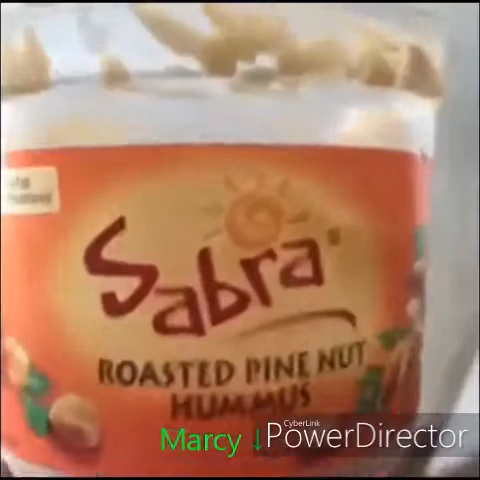 Sabra
ROASTED PINE NUT
HUMMUS
Marcy ↓
CyberLink
PowerDirector